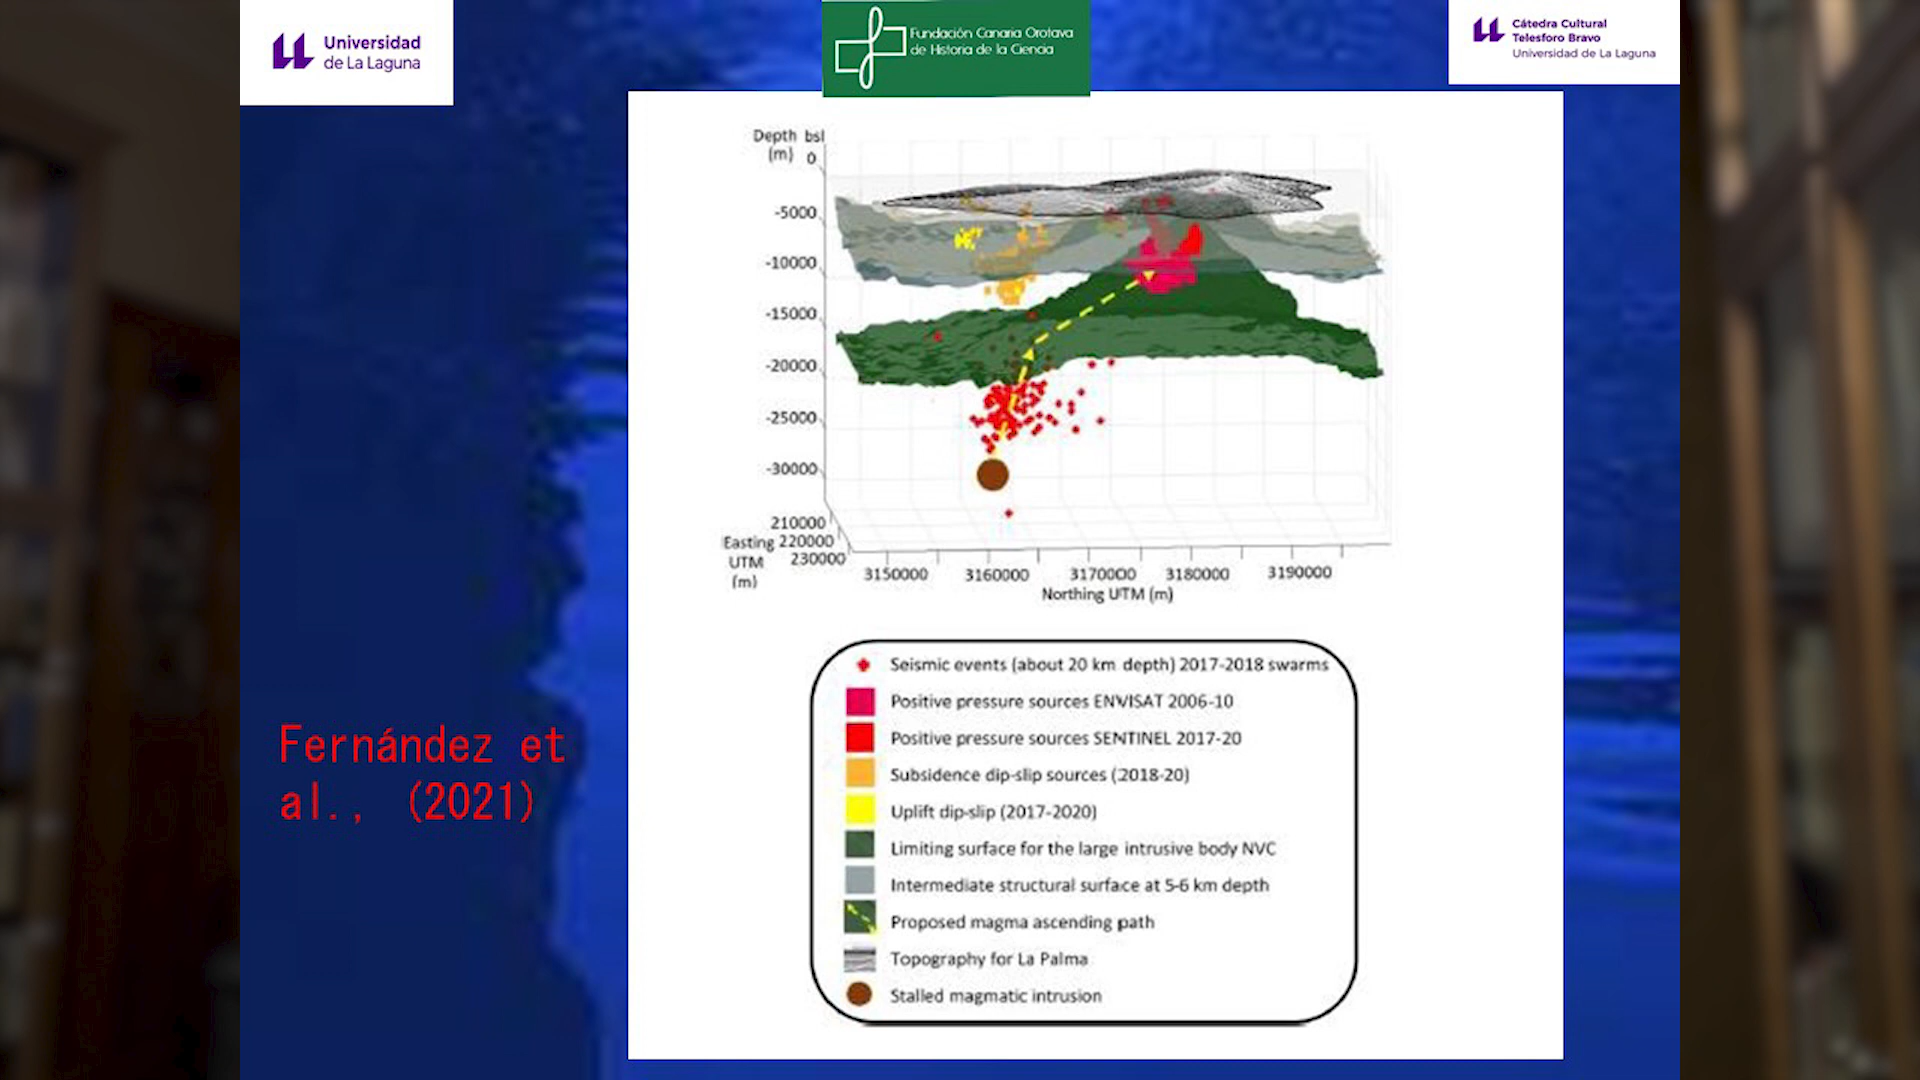 Universidad
de La Laguna
Fundación Canaria Orotava
de Historia de la Ciencia
Cátedra Cultural
Telesforo Bravo
Universidad de La Laguna
Depth bsl
(m) 0
-5000
-10000
-15000
-20000
-25000
-30000
210000
Easting 220000
UTM 230000
(m)
3150000 3160000 3170000 3180000 3190000
Northing UTM (m)
Seismic events (about 20 km depth) 2017-2018 swarms
Positive pressure sources ENVISAT 2006-10
Positive pressure sources SENTINEL 2017-20
Subsidence dip-slip sources (2018-20)
Uplift dip-slip (2017-2020)
Limiting surface for the large intrusive body NVC
Intermediate structural surface at 5-6 km depth
Proposed magma ascending path
Topography for La Palma
Stalled magmatic intrusion
Fernández et
al., (2021)